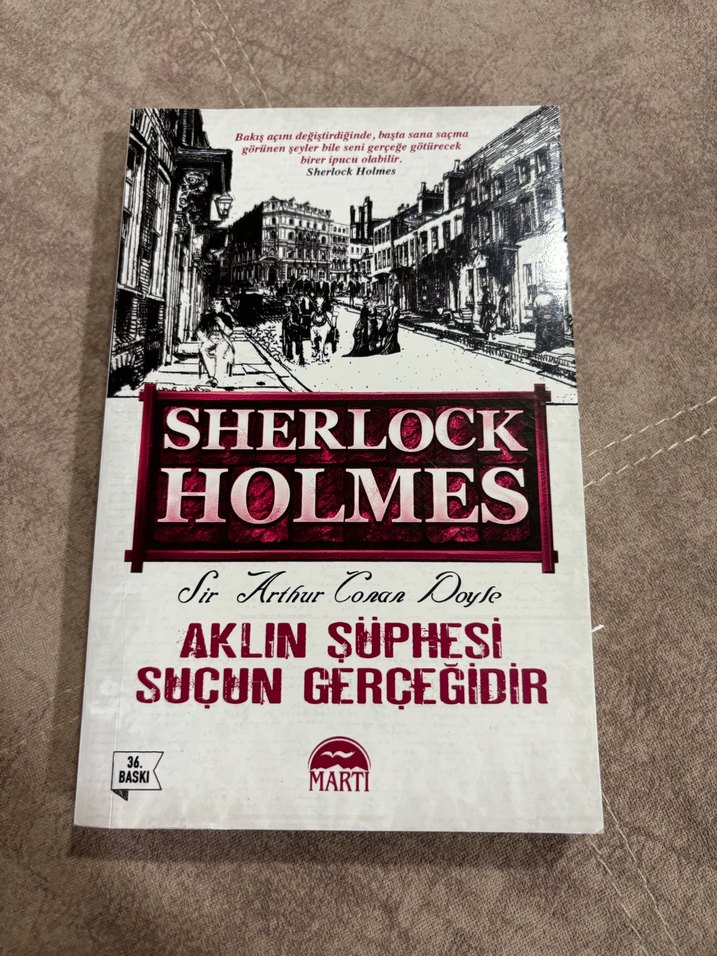 Bakış açını değiştirdiğinde, başta sana saçma
görünen şeyler bile seni gerçeğe götürecek
birer ipucu olabilir.
Sherlock Holmes
SHERLOCK
HOLMES
Sir Arthur Conan Doyle
AKLIN ŞÜPHESİ
SUÇUN GERÇEĞİDİR
36.
BASKI
MARTI